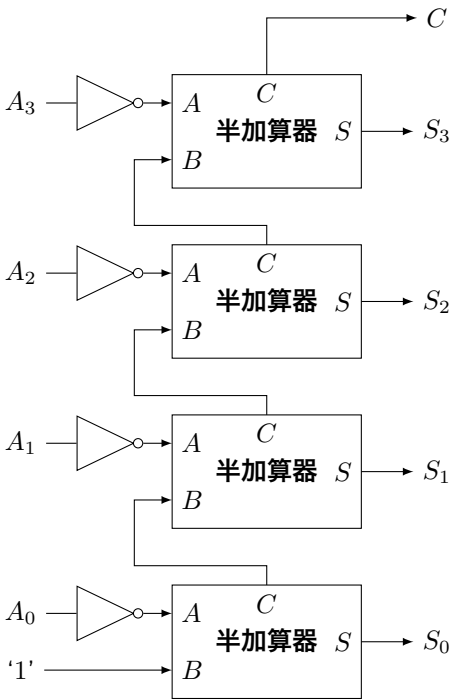 C
A₃ A C 半加算器 S S₃
B
A₂ A C 半加算器 S S₂
B
A₁ A C 半加算器 S S₁
B
A₀ A C 半加算器 S S₀
‘1’ B